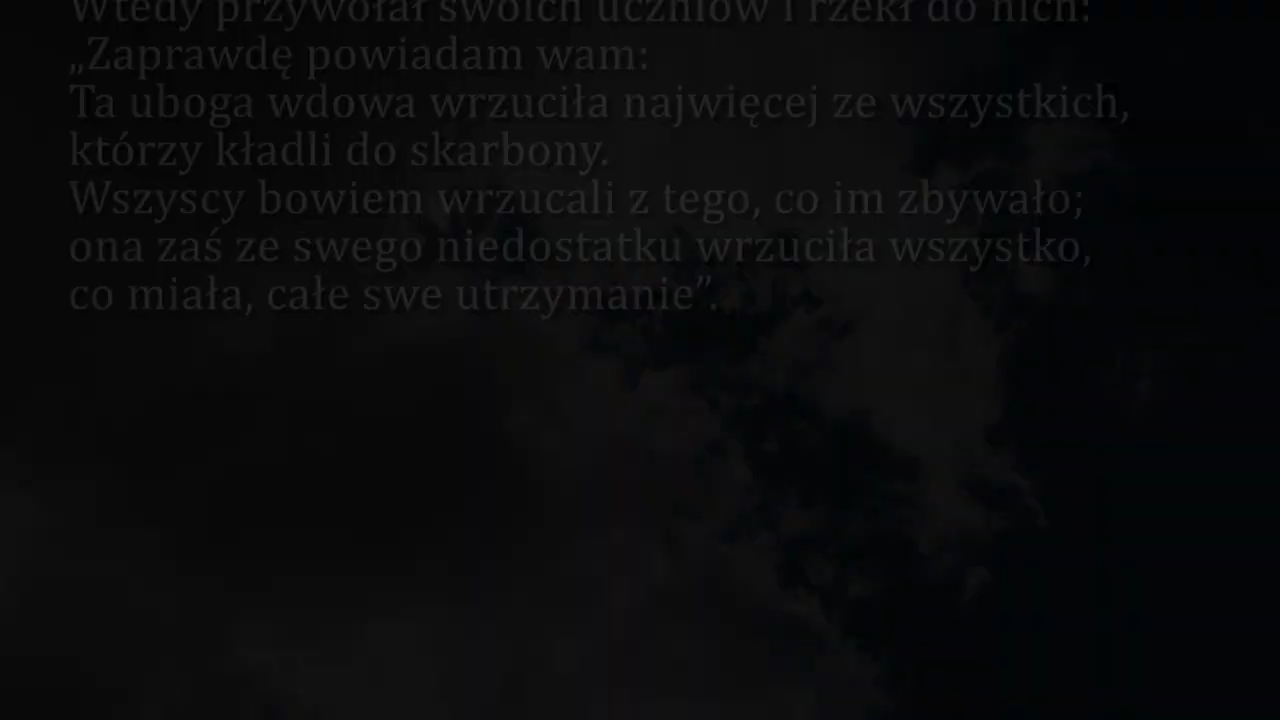 Wtedy przywołał swoich uczniów i rzekł do nich:
„Zaprawdę powiadam wam:
Ta uboga wdowa wrzuciła najwięcej ze wszystkich,
którzy kładli do skarbony.
Wszyscy bowiem wrzucali z tego, co im zbywało;
ona zaś ze swego niedostatku wrzuciła wszystko,
co miała, całe swe utrzymanie”.